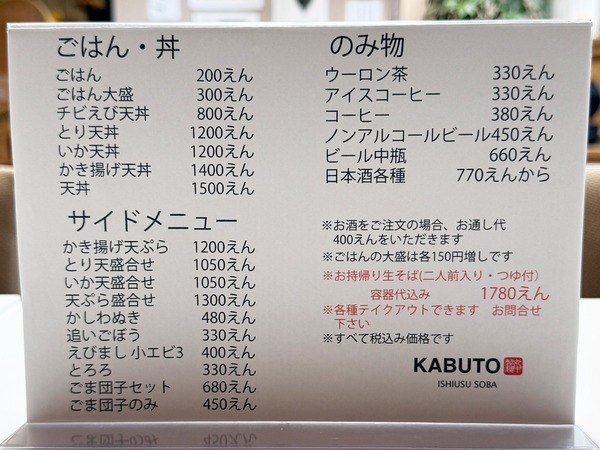 ごはん・丼
ごはん 200えん
ごはん大盛 300えん
チビえび天丼 800えん
とり天丼 1200えん
いか天丼 1200えん
かき揚げ天丼 1400えん
天丼 1500えん
サイドメニュー
かき揚げ天ぷら 1200えん
とり天盛合せ 1050えん
いか天盛合せ 1050えん
天ぷら盛合せ 1300えん
かしわぬき 480えん
追いごぼう 330えん
えびまし 小エビ3 400えん
とろろ 330えん
ごま団子セット 680えん
ごま団子のみ 450えん
のみ物
ウーロン茶 330えん
アイスコーヒー 330えん
コーヒー 380えん
ノンアルコールビール450えん
ビール中瓶 660えん
日本酒各種 770えんから
※お酒をご注文の場合、お通し代
400えんをいただきます
※ごはんの大盛は各150円増しです
※お持帰り生そば(二人前入り・つゆ付)
容器代込み 1780えん
※各種テイクアウトできます お問合せ
下さい
※すべて税込み価格です
KABUTO
ISHIUSU SOBA